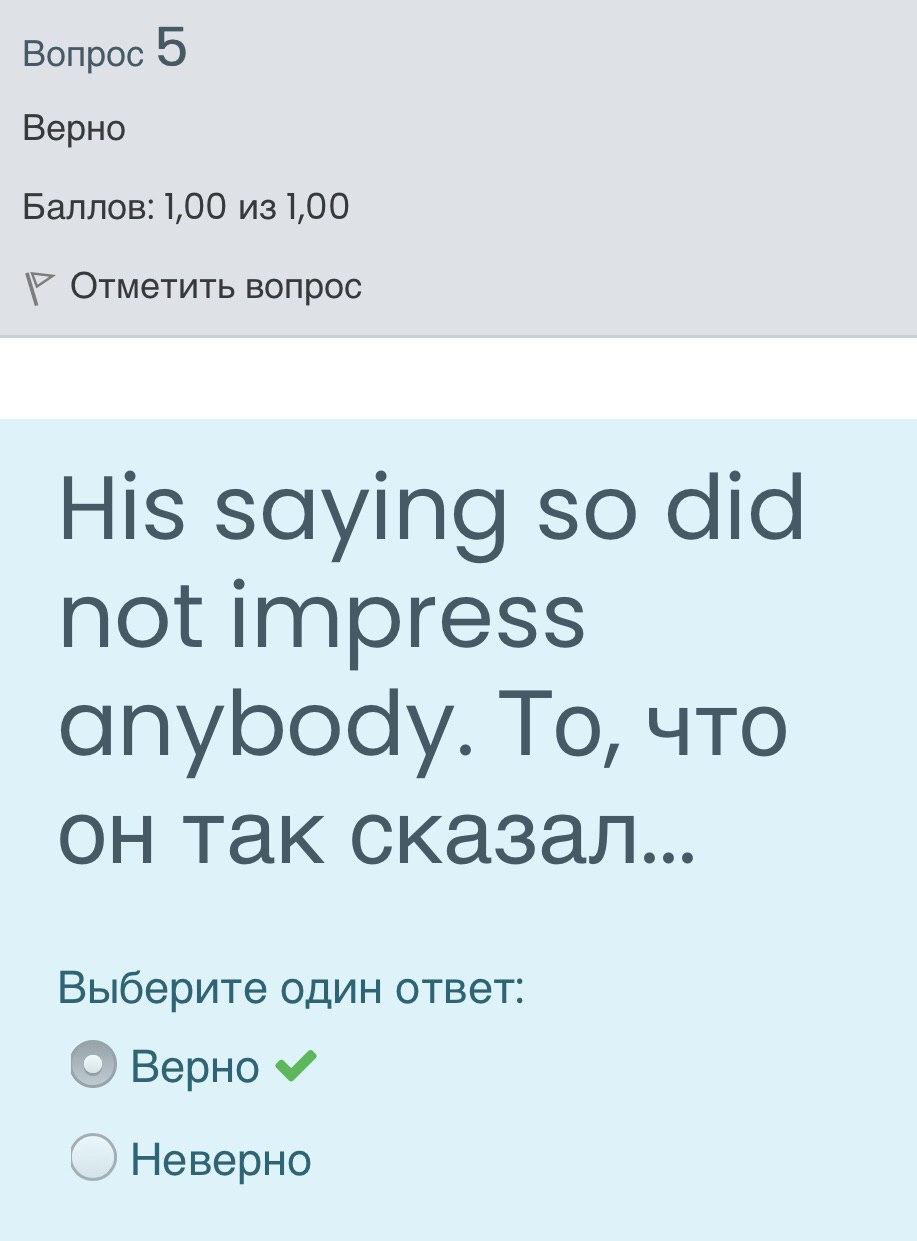 Вопрос 5
Верно
Баллов: 1,00 из 1,00
Отметить вопрос
His saying so did
not impress
anybody. То, что
он так сказал...
Выберите один ответ:
Верно
Неверно